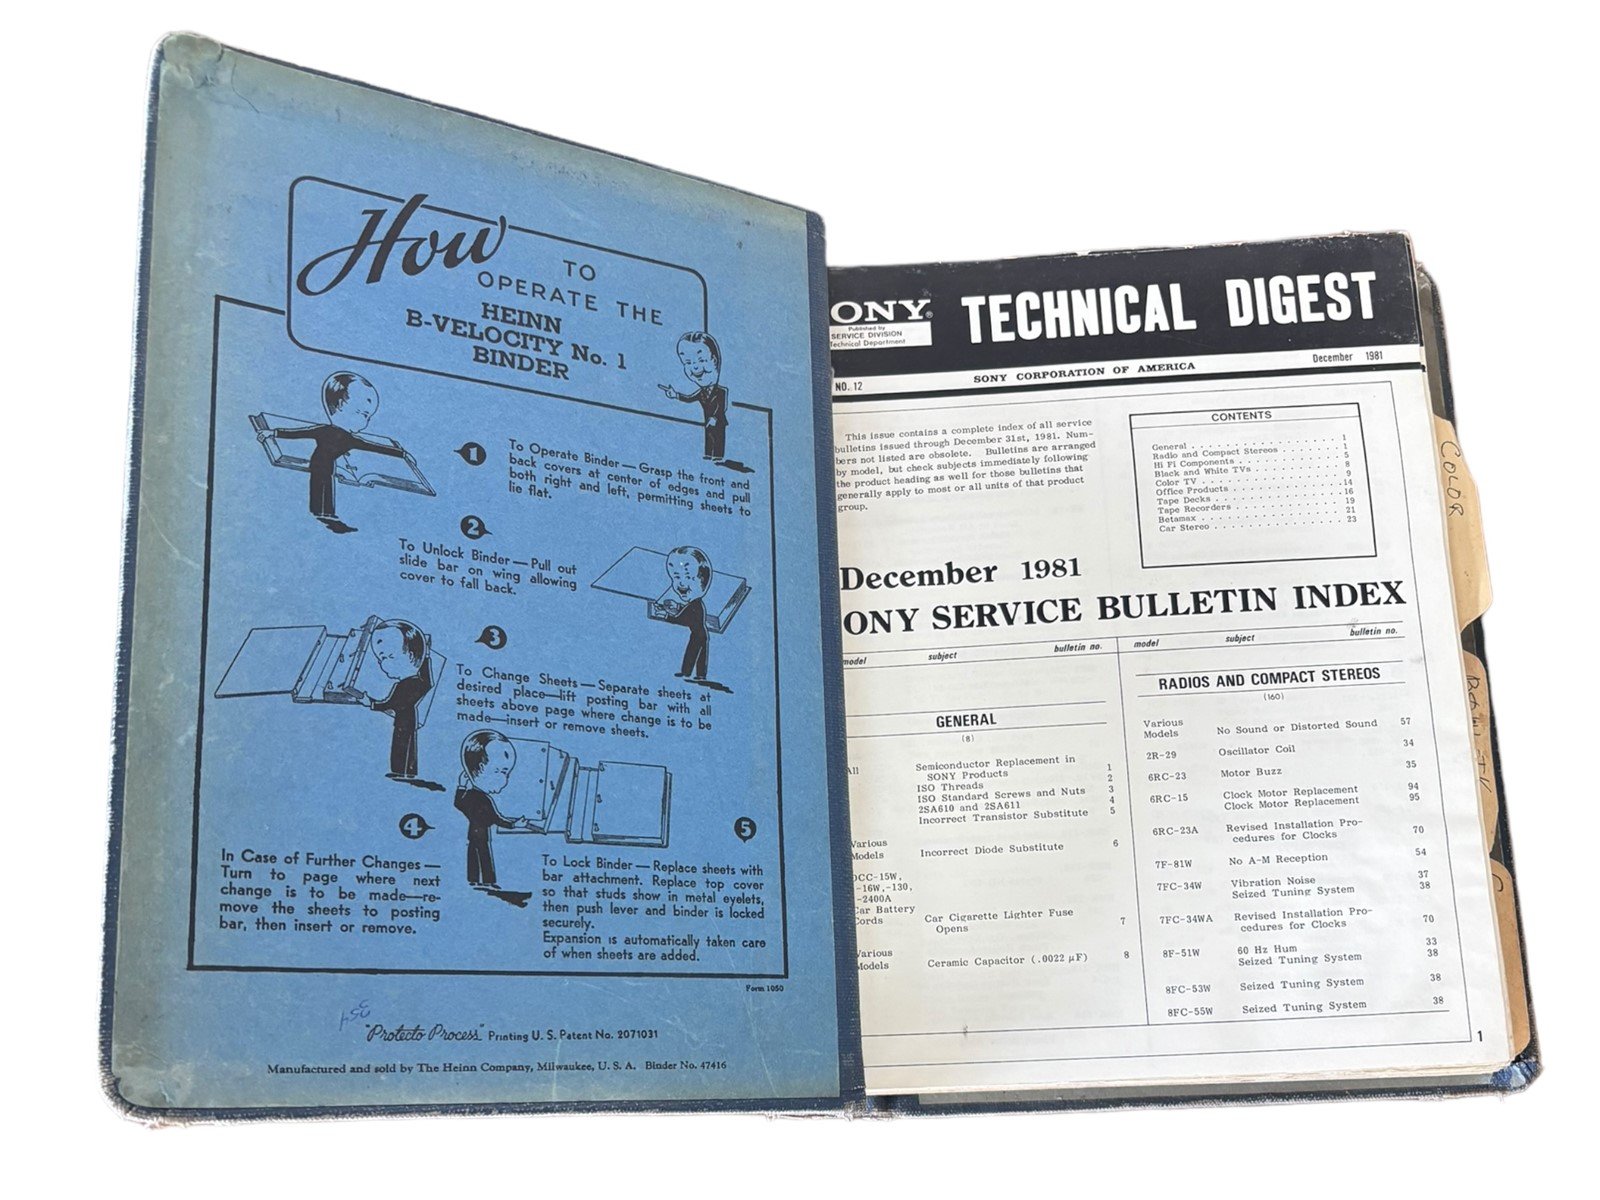 How TO
OPERATE THE
HEINN
B-VELOCITY No. 1
BINDER
1
To Operate Binder — Grasp the front and
back covers at center of edges and pull
both right and left, permitting sheets to
lie flat.
2
To Unlock Binder — Pull out
slide bar on wing allowing
cover to fall back.
3
To Change Sheets — Separate sheets at
desired place—lift posting bar with all
sheets above page where change is to be
made—insert or remove sheets.
4
In Case of Further Changes —
Turn to page where next
change is to be made—re-
move the sheets to posting
bar, then insert or remove.
5
To Lock Binder — Replace sheets with
bar attachment. Replace top cover
so that studs show in metal eyelets,
then push lever and binder is locked
securely.
Expansion is automatically taken care
of when sheets are added.
Form 1050
"Protecto Process" Printing U. S. Patent No. 2071031
Manufactured and sold by The Heinn Company, Milwaukee, U. S. A. Binder No. 47416
ONY® TECHNICAL DIGEST
Published by
SERVICE DIVISION
Technical Department
NO. 12 SONY CORPORATION OF AMERICA December 1981
This issue contains a complete index of all service
bulletins issued through December 31st, 1981. Num-
bers not listed are obsolete. Bulletins are arranged
by model, but check subjects immediately following
the product heading as well for those bulletins that
generally apply to most or all units of that product
group.
CONTENTS
General . . . . . . . . . . . . . . . . . 1
Radio and Compact Stereos . . . . . . . 1
Hi Fi Components . . . . . . . . . . . . 5
Black and White TVs . . . . . . . . . . 8
Color TV . . . . . . . . . . . . . . . . 9
Office Products . . . . . . . . . . . . .14
Tape Decks . . . . . . . . . . . . . . . 16
Tape Recorders . . . . . . . . . . . . . 19
Betamax . . . . . . . . . . . . . . . . 21
Car Stereo . . . . . . . . . . . . . . . 23
December 1981
ONY SERVICE BULLETIN INDEX
model subject bulletin no.
GENERAL
(8)
All Semiconductor Replacement in
SONY Products 1
ISO Threads 2
ISO Standard Screws and Nuts 3
2SA610 and 2SA611 4
Incorrect Transistor Substitute 5
Various
Models Incorrect Diode Substitute 6
DCC-15W,
-16W,-130,
-2400A
Car Battery
Cords Car Cigarette Lighter Fuse
Opens 7
Various
Models Ceramic Capacitor (.0022 μF) 8
model subject bulletin no.
RADIOS AND COMPACT STEREOS
(160)
Various
Models No Sound or Distorted Sound 57
2R-29 Oscillator Coil 34
6RC-23 Motor Buzz 35
6RC-15 Clock Motor Replacement 94
Clock Motor Replacement 95
6RC-23A Revised Installation Pro-
cedures for Clocks 70
7F-81W No A-M Reception 54
7FC-34W Vibration Noise 37
Seized Tuning System 38
7FC-34WA Revised Installation Pro-
cedures for Clocks 70
8F-51W 60 Hz Hum 33
Seized Tuning System 38
8FC-53W Seized Tuning System 38
8FC-55W Seized Tuning System 38
1
COLOR